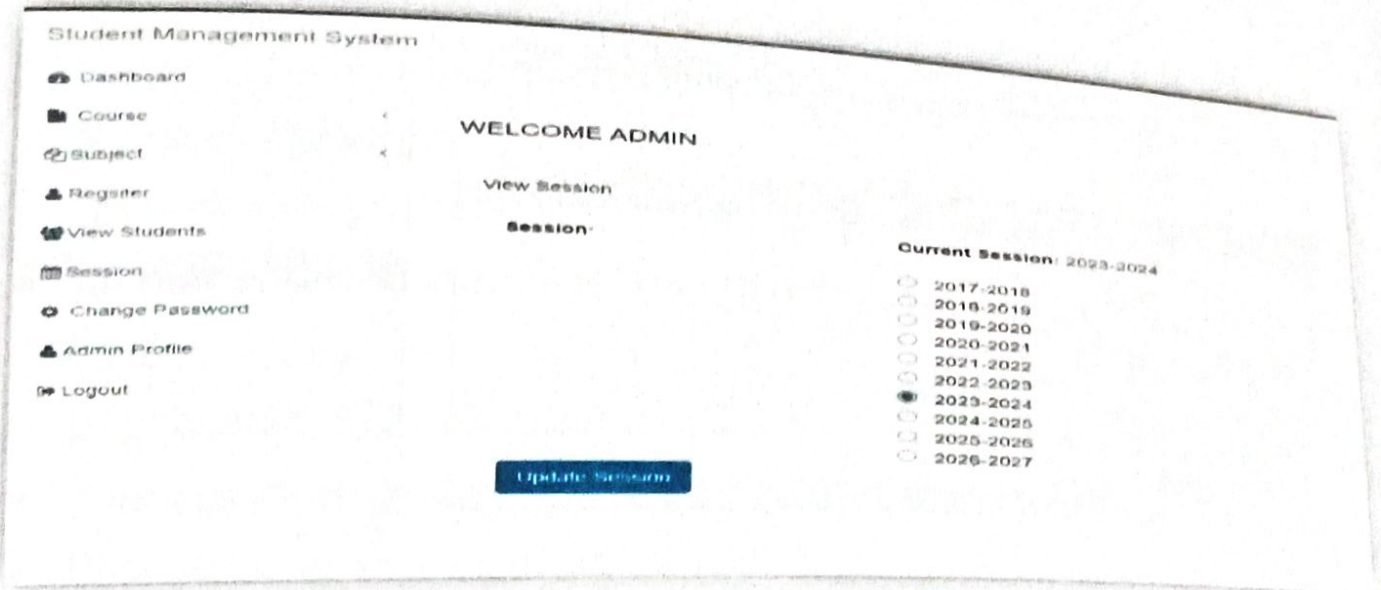 Student Management System
Dashboard
Course
Subject
Regsiter
View Students
Session
Change Password
Admin Profile
Logout
WELCOME ADMIN
View Session
Session:
Current Session: 2023-2024
2017-2018
2018-2019
2019-2020
2020-2021
2021-2022
2022-2023
2023-2024
2024-2025
2025-2026
2026-2027
Update Session